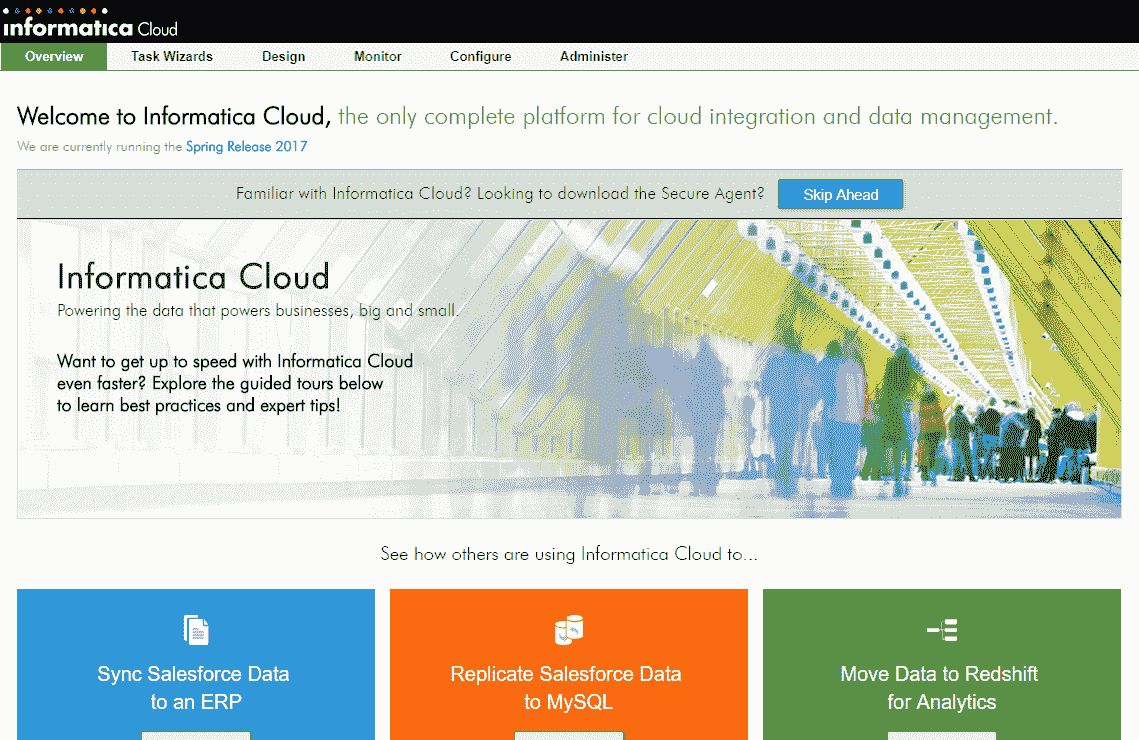 Informatica Cloud
Overview Task Wizards Design Monitor Configure Administer
Welcome to Informatica Cloud, the only complete platform for cloud integration and data management.
We are currently running the Spring Release 2017
Familiar with Informatica Cloud? Looking to download the Secure Agent? Skip Ahead
Informatica Cloud
Powering the data that powers businesses, big and small.
Want to get up to speed with Informatica Cloud
even faster? Explore the guided tours below
to learn best practices and expert tips!
See how others are using Informatica Cloud to...
Sync Salesforce Data
to an ERP
Replicate Salesforce Data
to MySQL
Move Data to Redshift
for Analytics